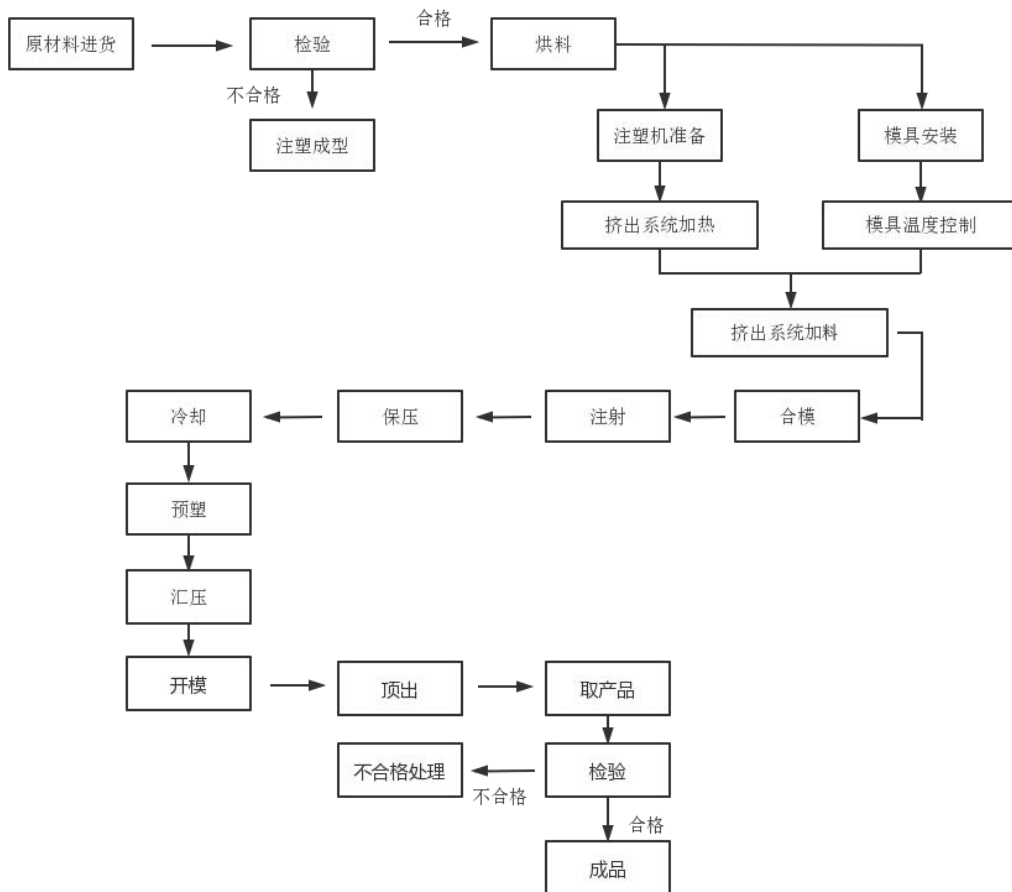 原材料进货
检验
合格
烘料
不合格
注塑成型
注塑机准备
模具安装
挤出系统加热
模具温度控制
挤出系统加料
冷却
保压
注射
合模
预塑
汇压
开模
顶出
取产品
不合格处理
不合格
检验
合格
成品